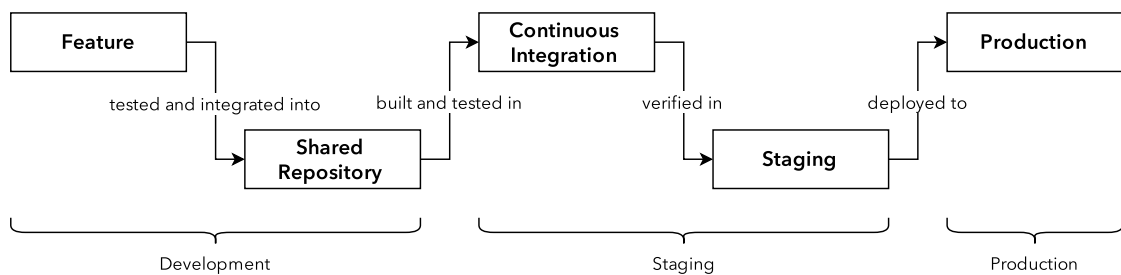 Feature
Continuous
Integration
Production
tested and integrated into
built and tested in
verified in
deployed to
Shared
Repository
Staging
Development
Staging
Production